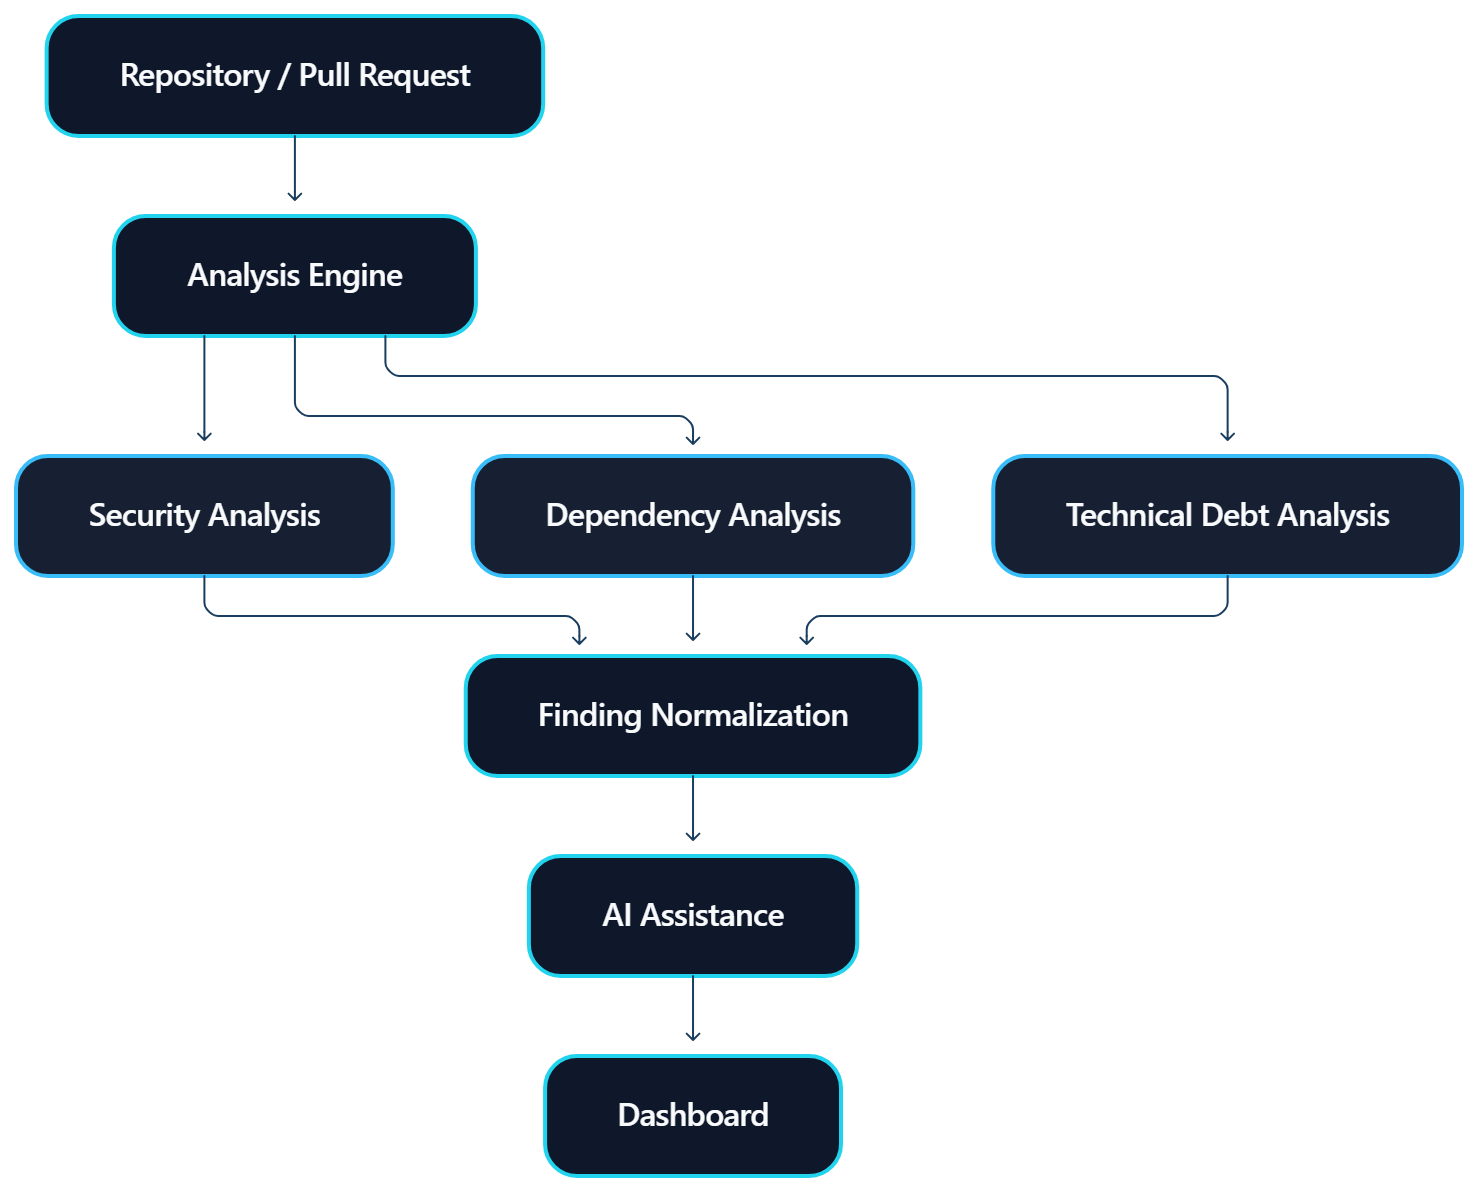 Repository / Pull Request
Analysis Engine
Security Analysis
Dependency Analysis
Technical Debt Analysis
Finding Normalization
AI Assistance
Dashboard